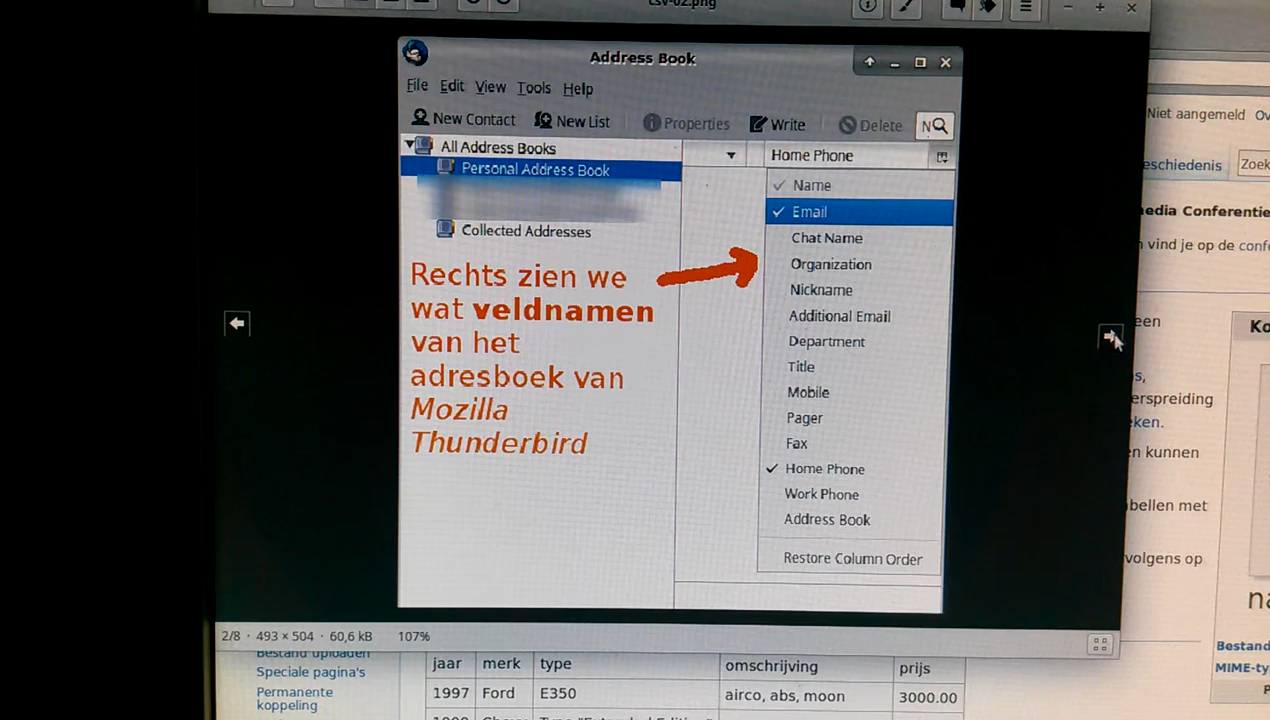 csv-02.png
Address Book
File Edit View Tools Help
New Contact New List Properties Write Delete N
All Address Books
Personal Address Book
Collected Addresses
Home Phone
Name
Email
Chat Name
Organization
Nickname
Additional Email
Department
Title
Mobile
Pager
Fax
Home Phone
Work Phone
Address Book
Restore Column Order
Rechts zien we
wat veldnamen
van het
adresboek van
Mozilla
Thunderbird
2/8 · 493 × 504 · 60,6 kB 107%
Niet aangemeld
eschiedenis Zoek
edia Conferentie
vind je op de conf
een
s,
erspreiding
ken.
n kunnen
bellen met
volgens op
Ko
na
Bestand
MIME-ty
Bestand uploaden
Speciale pagina's
Permanente
koppeling
jaar merk type omschrijving prijs
1997 Ford E350 airco, abs, moon 3000.00